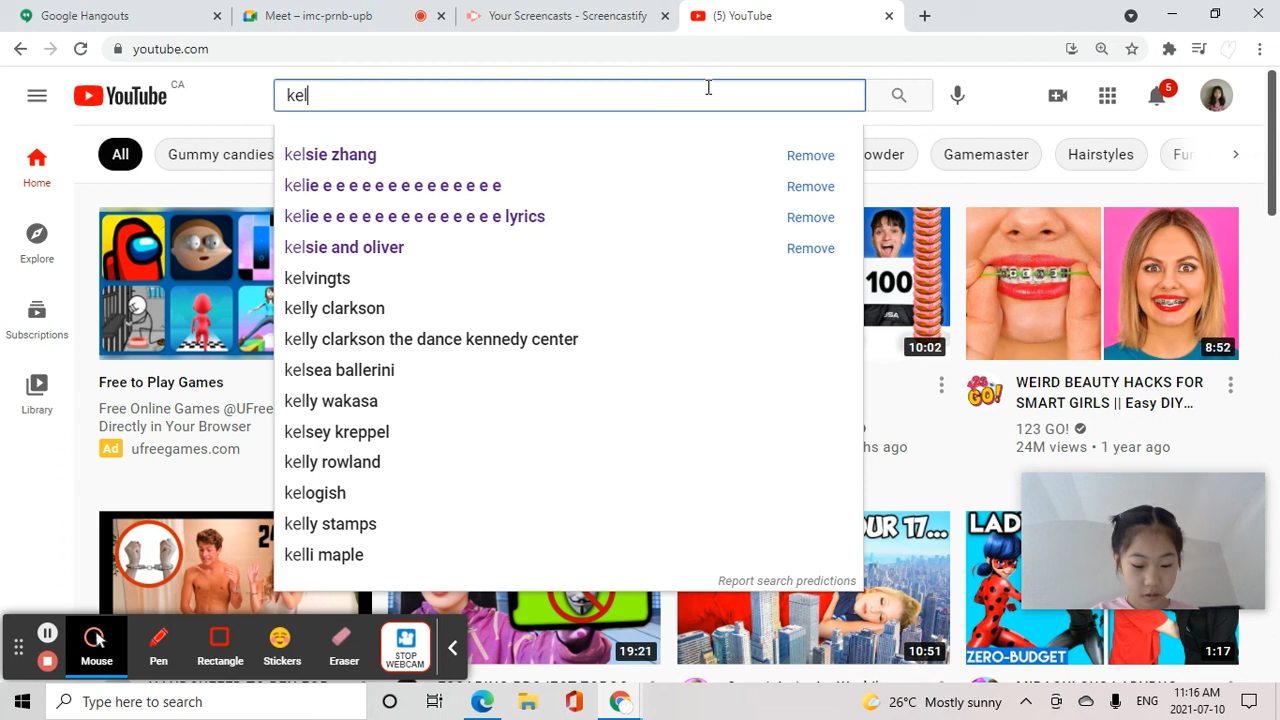 Google Hangouts
Meet – imc-prnb-upb
Your Screencasts - Screencastify
(5) YouTube
youtube.com
YouTube CA
kel
5
All
Gummy candies
owder
Gamemaster
Hairstyles
Fun
Home
Explore
Subscriptions
Library
kelsie zhang Remove
kelie e e e e e e e e e e e e e e Remove
kelie e e e e e e e e e e e e e e lyrics Remove
kelsie and oliver Remove
kelvingts
kelly clarkson
kelly clarkson the dance kennedy center
kelsea ballerini
kelly wakasa
kelsey kreppel
kelly rowland
kelogish
kelly stamps
kelli maple
Report search predictions
Free to Play Games
Free Online Games @UFree
Directly in Your Browser
Ad ufreegames.com
100
USA
10:02
hs ago
8:52
123 GO!
WEIRD BEAUTY HACKS FOR
SMART GIRLS || Easy DIY…
123 GO!
24M views • 1 year ago
24
19:21
OUR 17...
10:51
LAD
ZERO-BUDGET
1:17
Mouse
Pen
Rectangle
Stickers
Eraser
STOP
WEBCAM
Type here to search
26°C Mostly sunny
ENG
11:16 AM
2021-07-10